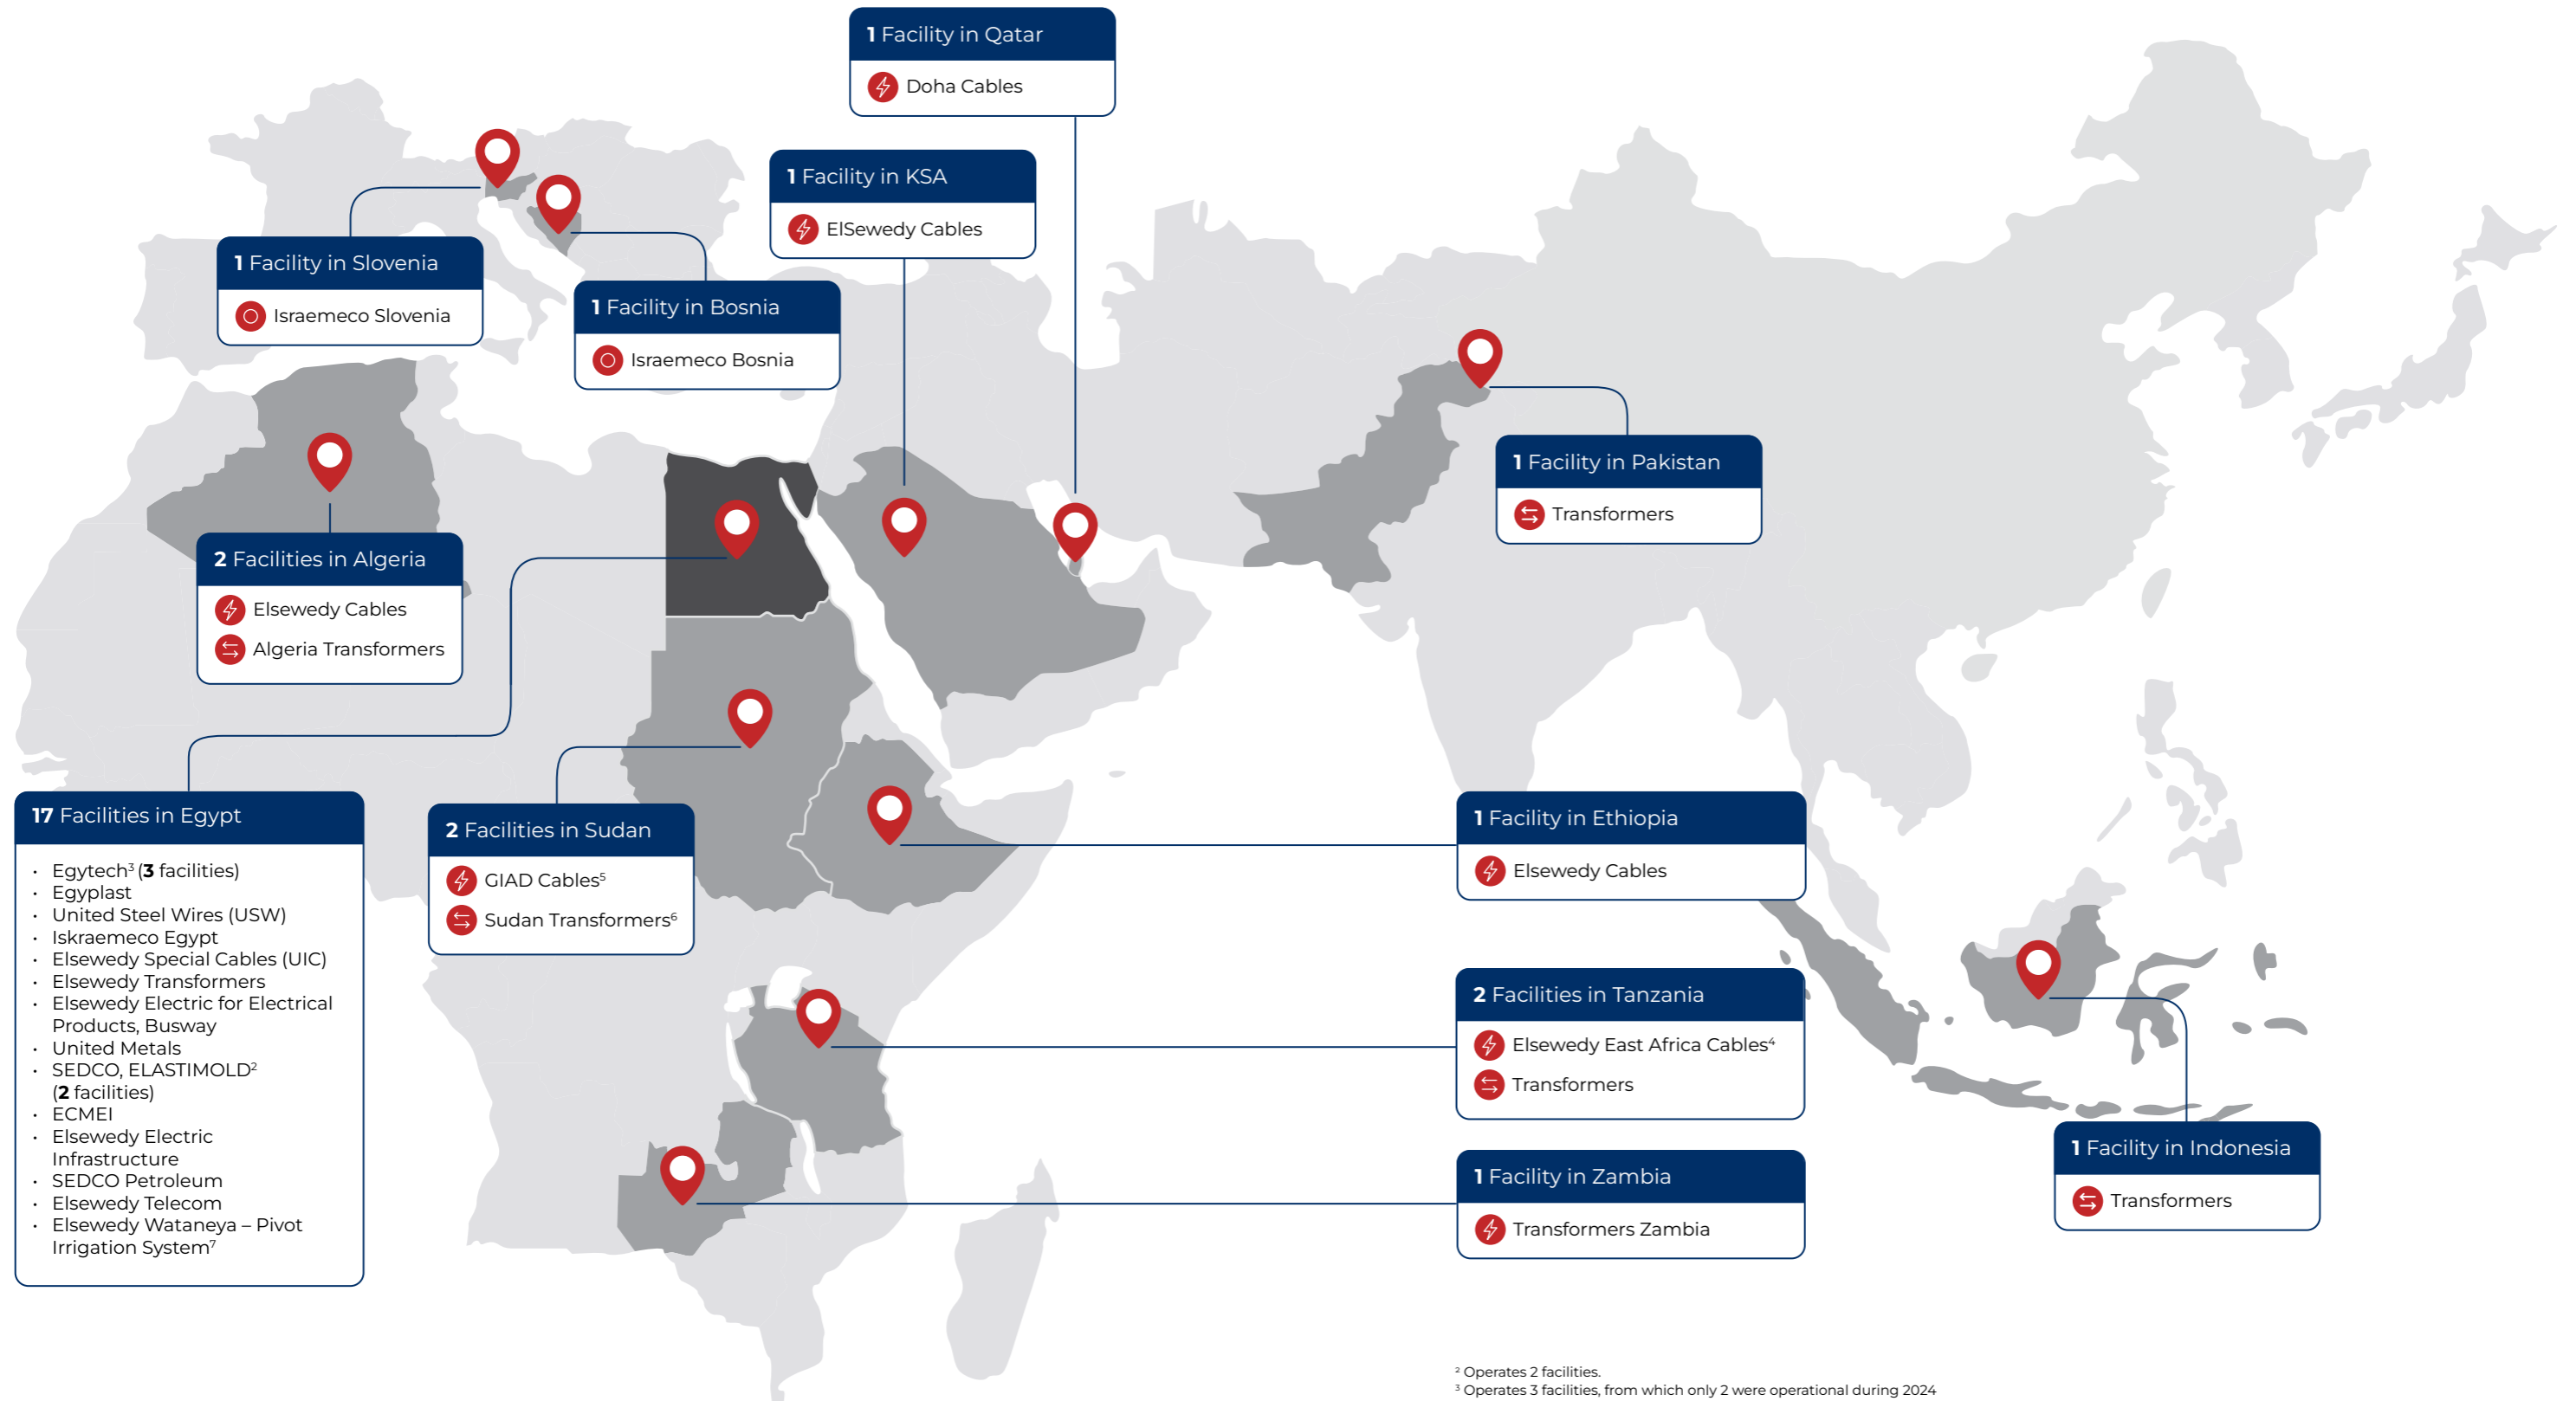 1 Facility in Qatar
Doha Cables
1 Facility in KSA
ElSewedy Cables
1 Facility in Slovenia
Israemeco Slovenia
1 Facility in Bosnia
Israemeco Bosnia
1 Facility in Pakistan
Transformers
2 Facilities in Algeria
Elsewedy Cables
Algeria Transformers
17 Facilities in Egypt
• Egytech³ (3 facilities)
• Egyplast
• United Steel Wires (USW)
• Iskraemeco Egypt
• Elsewedy Special Cables (UIC)
• Elsewedy Transformers
• Elsewedy Electric for Electrical
Products, Busway
• United Metals
• SEDCO, ELASTIMOLD²
(2 facilities)
• ECMEI
• Elsewedy Electric
Infrastructure
• SEDCO Petroleum
• Elsewedy Telecom
• Elsewedy Wataneya – Pivot
Irrigation System⁷
2 Facilities in Sudan
GIAD Cables⁵
Sudan Transformers⁶
1 Facility in Ethiopia
Elsewedy Cables
2 Facilities in Tanzania
Elsewedy East Africa Cables⁴
Transformers
1 Facility in Zambia
Transformers Zambia
1 Facility in Indonesia
Transformers
² Operates 2 facilities.
³ Operates 3 facilities, from which only 2 were operational during 2024